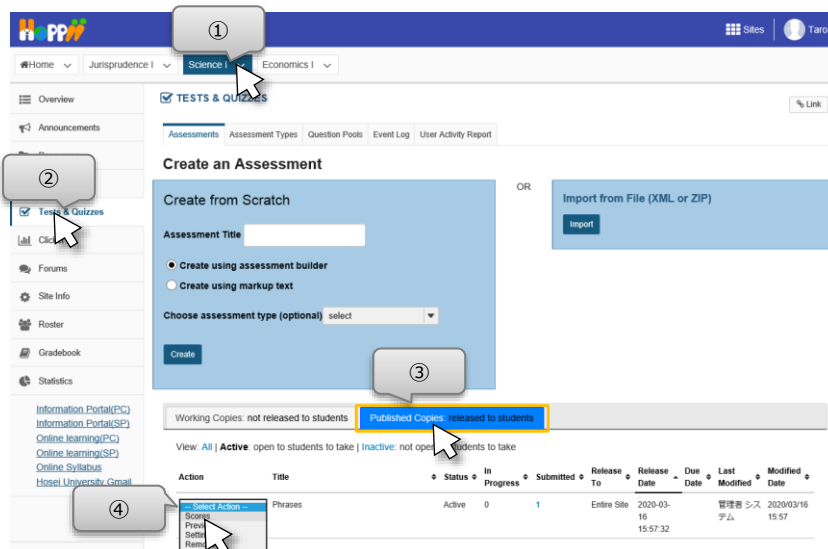 HOPPII
①
Sites
Taro
Home
Jurisprudence I
Science I
Economics I
Overview
TESTS & QUIZZES
Link
Announcements
Assessments
Assessment Types
Question Pools
Event Log
User Activity Report
Create an Assessment
②
OR
Create from Scratch
Import from File (XML or ZIP)
Tests & Quizzes
Import
Assessment Title
Forums
Create using assessment builder
Site Info
Create using markup text
Roster
Choose assessment type (optional)
select
Gradebook
Create
③
Statistics
Information Portal(PC)
Working Copies: not released to students
Published Copies: released to students
Information Portal(SP)
Online learning(PC)
View: All | Active: open to students to take | Inactive: not open students to take
Online learning(SP)
Online Syllabus
Hosei University Gmail
Action
Title
Status
In Progress
Submitted
Release To
Release Date
Due Date
Last Modified
Modified Date
④
-- Select Action --
Scores
Phrases
Active
0
1
Entire Site
2020-03-
16
15:57:32
管理者 シス
テム
2020/03/16
15:57